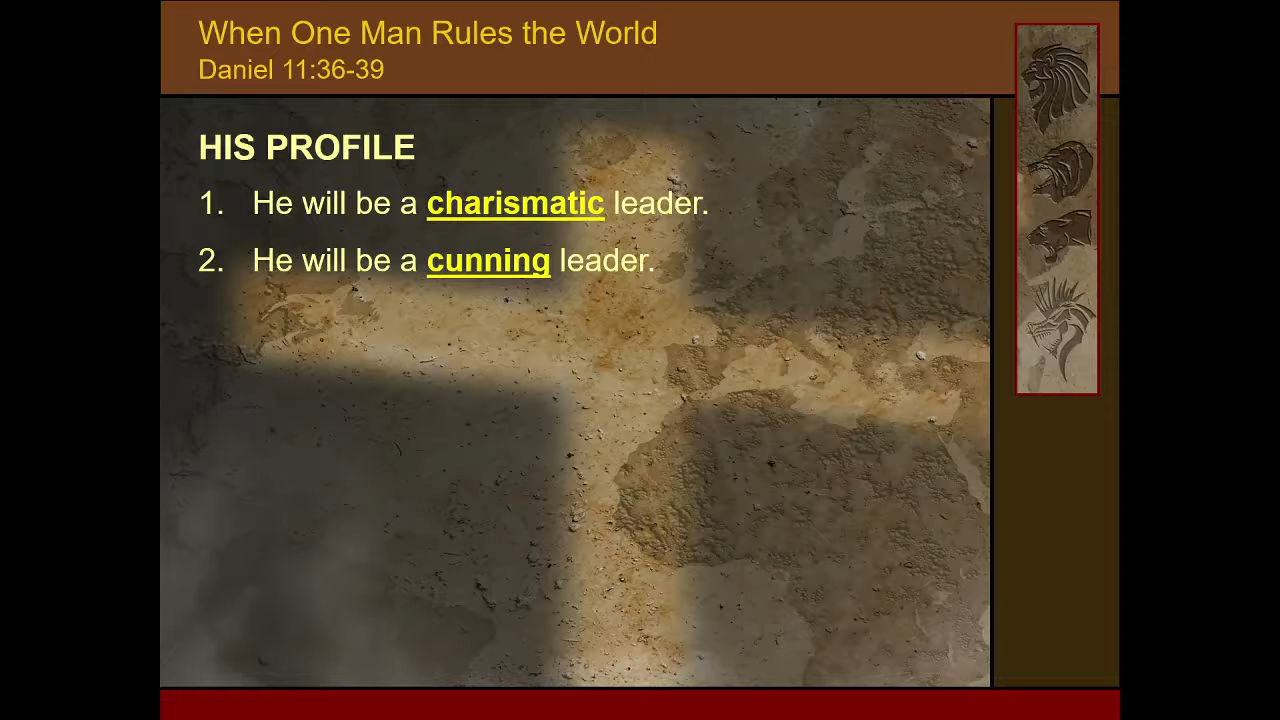 When One Man Rules the World
Daniel 11:36-39
HIS PROFILE
1. He will be a charismatic leader.
2. He will be a cunning leader.